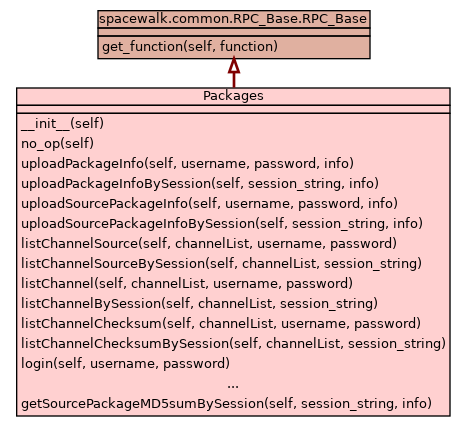 spacewalk.common.RPC_Base.RPC_Base
get_function(self, function)
Packages
__init__(self)
no_op(self)
uploadPackageInfo(self, username, password, info)
uploadPackageInfoBySession(self, session_string, info)
uploadSourcePackageInfo(self, username, password, info)
uploadSourcePackageInfoBySession(self, session_string, info)
listChannelSource(self, channelList, username, password)
listChannelSourceBySession(self, channelList, session_string)
listChannel(self, channelList, username, password)
listChannelBySession(self, channelList, session_string)
listChannelChecksum(self, channelList, username, password)
listChannelChecksumBySession(self, channelList, session_string)
login(self, username, password)
...
getSourcePackageMD5sumBySession(self, session_string, info)